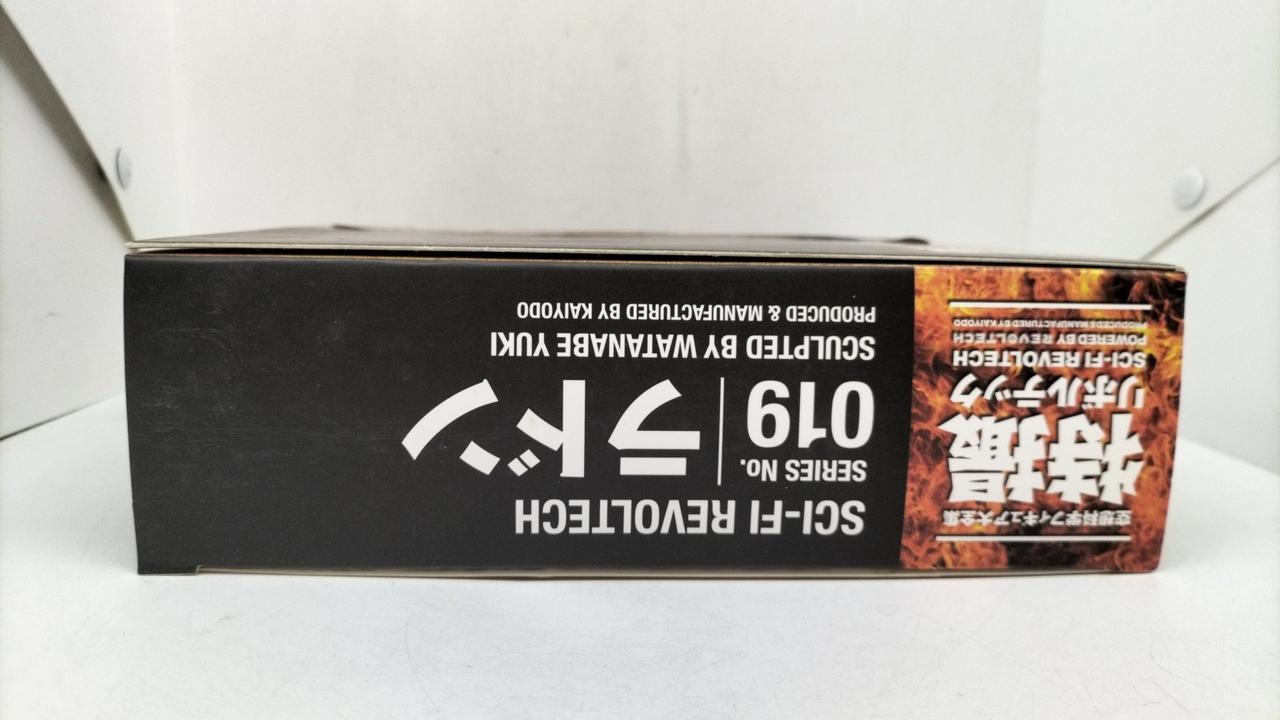 空想科学フィギュア大全集
特撮
リボルテック
SCI-FI REVOLTECH
POWERED BY REVOLTECH
PRODUCED & MANUFACTURED BY KAIYODO
SCI-FI REVOLTECH
SERIES No.
019
ラドン
SCULPTED BY WATANABE YUKI
PRODUCED & MANUFACTURED BY KAIYODO